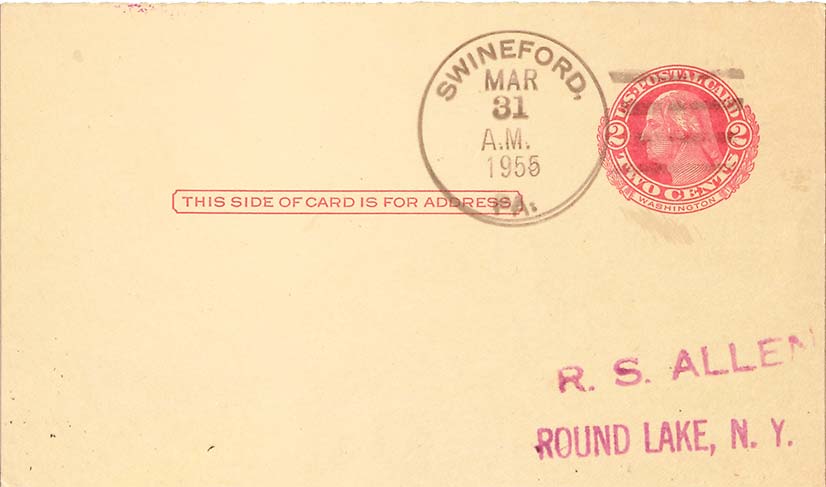 SWINEFORD,
MAR
31
A.M.
1955
PA.
U.S. POSTAL CARD
2 2
TWO CENTS
WASHINGTON
THIS SIDE OF CARD IS FOR ADDRESS
R. S. ALLEN
ROUND LAKE, N. Y.